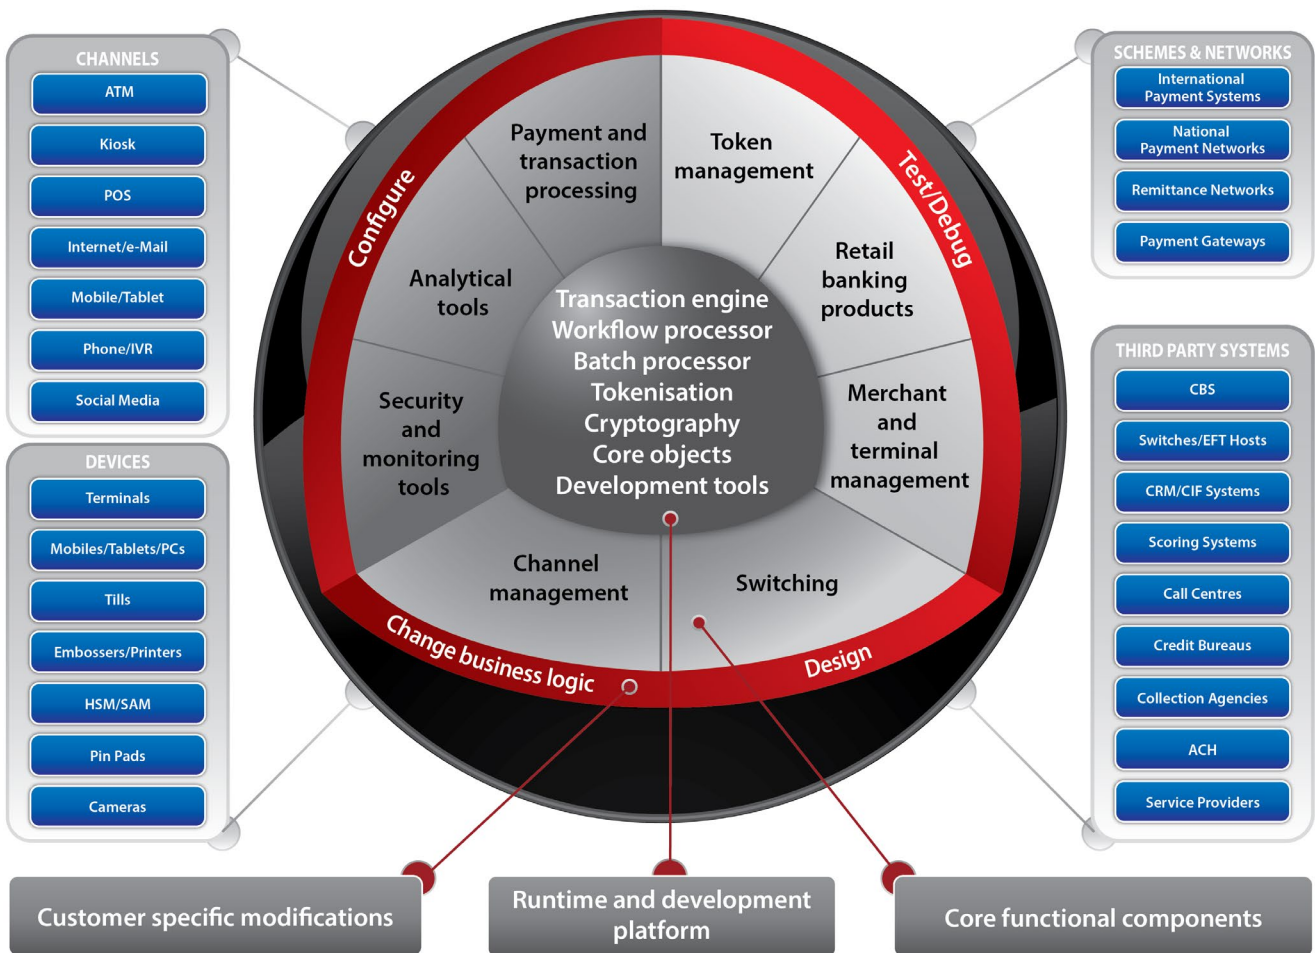 CHANNELS
ATM
Kiosk
POS
Internet/e-Mail
Mobile/Tablet
Phone/IVR
Social Media
DEVICES
Terminals
Mobiles/Tablets/PCs
Tills
Embossers/Printers
HSM/SAM
Pin Pads
Cameras
Configure
Test/Debug
Change business logic
Design
Payment and
transaction
processing
Token
management
Analytical
tools
Retail
banking
products
Security
and
monitoring
tools
Merchant
and
terminal
management
Channel
management
Switching
Transaction engine
Workflow processor
Batch processor
Tokenisation
Cryptography
Core objects
Development tools
SCHEMES & NETWORKS
International
Payment Systems
National
Payment Networks
Remittance Networks
Payment Gateways
THIRD PARTY SYSTEMS
CBS
Switches/EFT Hosts
CRM/CIF Systems
Scoring Systems
Call Centres
Credit Bureaus
Collection Agencies
ACH
Service Providers
Customer specific modifications
Runtime and development
platform
Core functional components